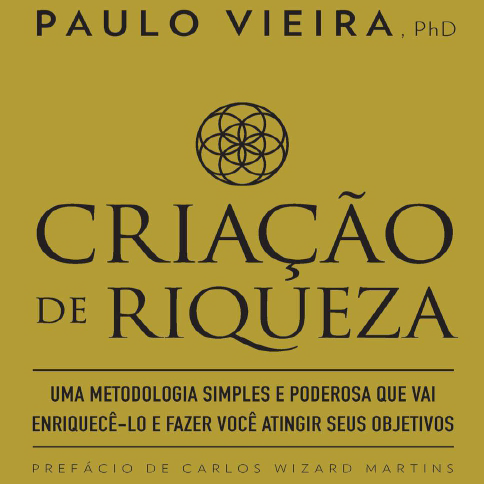 PAULO VIEIRA, PhD
CRIAÇÃO
DE RIQUEZA
UMA METODOLOGIA SIMPLES E PODEROSA QUE VAI
ENRIQUECÊ-LO E FAZER VOCÊ ATINGIR SEUS OBJETIVOS
PREFÁCIO DE CARLOS WIZARD MARTINS